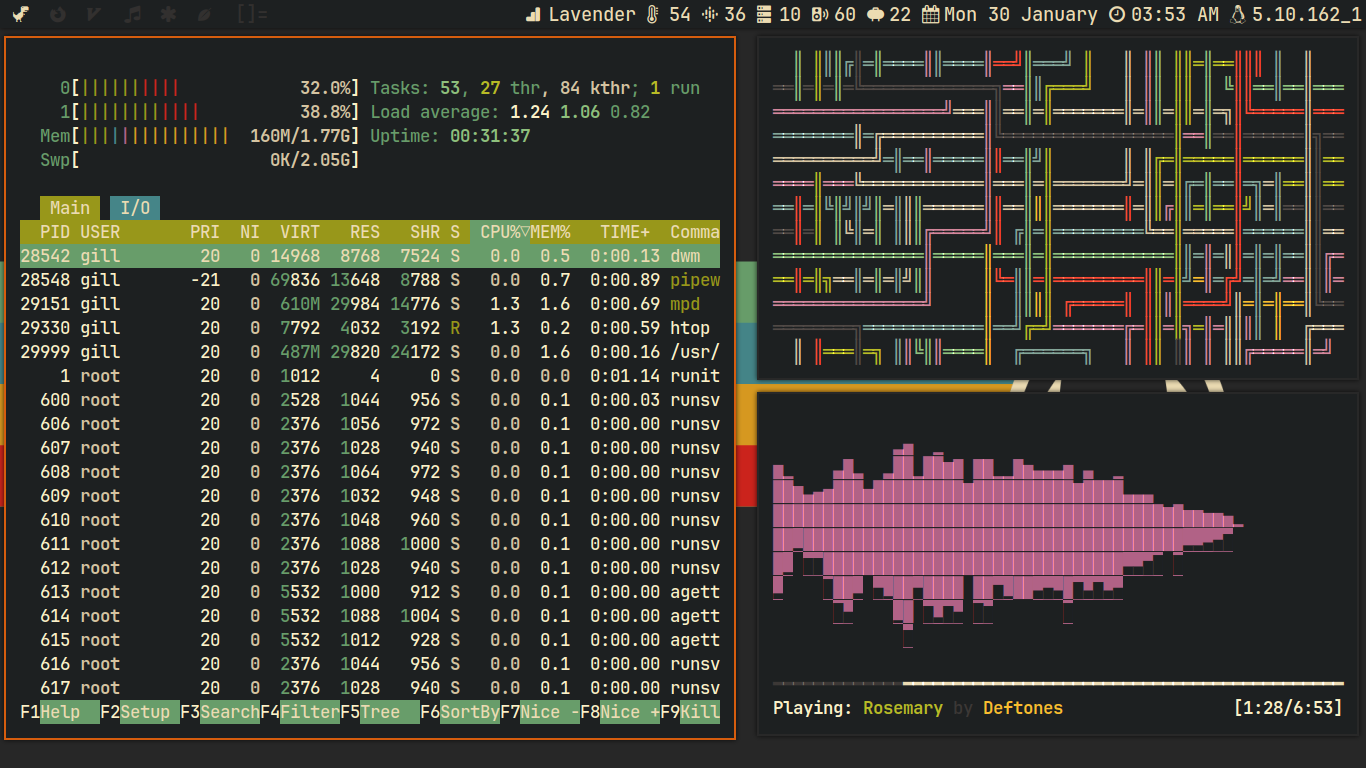 []= Lavender 54 36 10 60 22 Mon 30 January 03:53 AM 5.10.162_1
0[|||||||||| 32.0%] Tasks: 53, 27 thr, 84 kthr; 1 run
1[|||||||||||| 38.8%] Load average: 1.24 1.06 0.82
Mem[||||||||||||||| 160M/1.77G] Uptime: 00:31:37
Swp[ 0K/2.05G]
Main I/O
PID USER PRI NI VIRT RES SHR S CPU%▽MEM% TIME+ Comma
28542 gill 20 0 14968 8768 7524 S 0.0 0.5 0:00.13 dwm
28548 gill -21 0 69836 13648 8788 S 0.0 0.7 0:00.89 pipew
29151 gill 20 0 610M 29984 14776 S 1.3 1.6 0:00.69 mpd
29330 gill 20 0 7792 4032 3192 R 1.3 0.2 0:00.59 htop
29999 gill 20 0 487M 29820 24172 S 0.0 1.6 0:00.16 /usr/
1 root 20 0 1012 4 0 S 0.0 0.0 0:01.14 runit
600 root 20 0 2528 1044 956 S 0.0 0.1 0:00.03 runsv
606 root 20 0 2376 1056 972 S 0.0 0.1 0:00.00 runsv
607 root 20 0 2376 1028 940 S 0.0 0.1 0:00.00 runsv
608 root 20 0 2376 1064 972 S 0.0 0.1 0:00.00 runsv
609 root 20 0 2376 1032 948 S 0.0 0.1 0:00.00 runsv
610 root 20 0 2376 1048 960 S 0.0 0.1 0:00.00 runsv
611 root 20 0 2376 1088 1000 S 0.0 0.1 0:00.00 runsv
612 root 20 0 2376 1028 940 S 0.0 0.1 0:00.00 runsv
613 root 20 0 5532 1000 912 S 0.0 0.1 0:00.00 agett
614 root 20 0 5532 1088 1004 S 0.0 0.1 0:00.00 agett
615 root 20 0 5532 1012 928 S 0.0 0.1 0:00.00 agett
616 root 20 0 2376 1044 956 S 0.0 0.1 0:00.00 runsv
617 root 20 0 2376 1028 940 S 0.0 0.1 0:00.00 runsv
F1Help F2Setup F3SearchF4FilterF5Tree F6SortByF7Nice -F8Nice +F9Kill
Playing: Rosemary by Deftones [1:28/6:53]